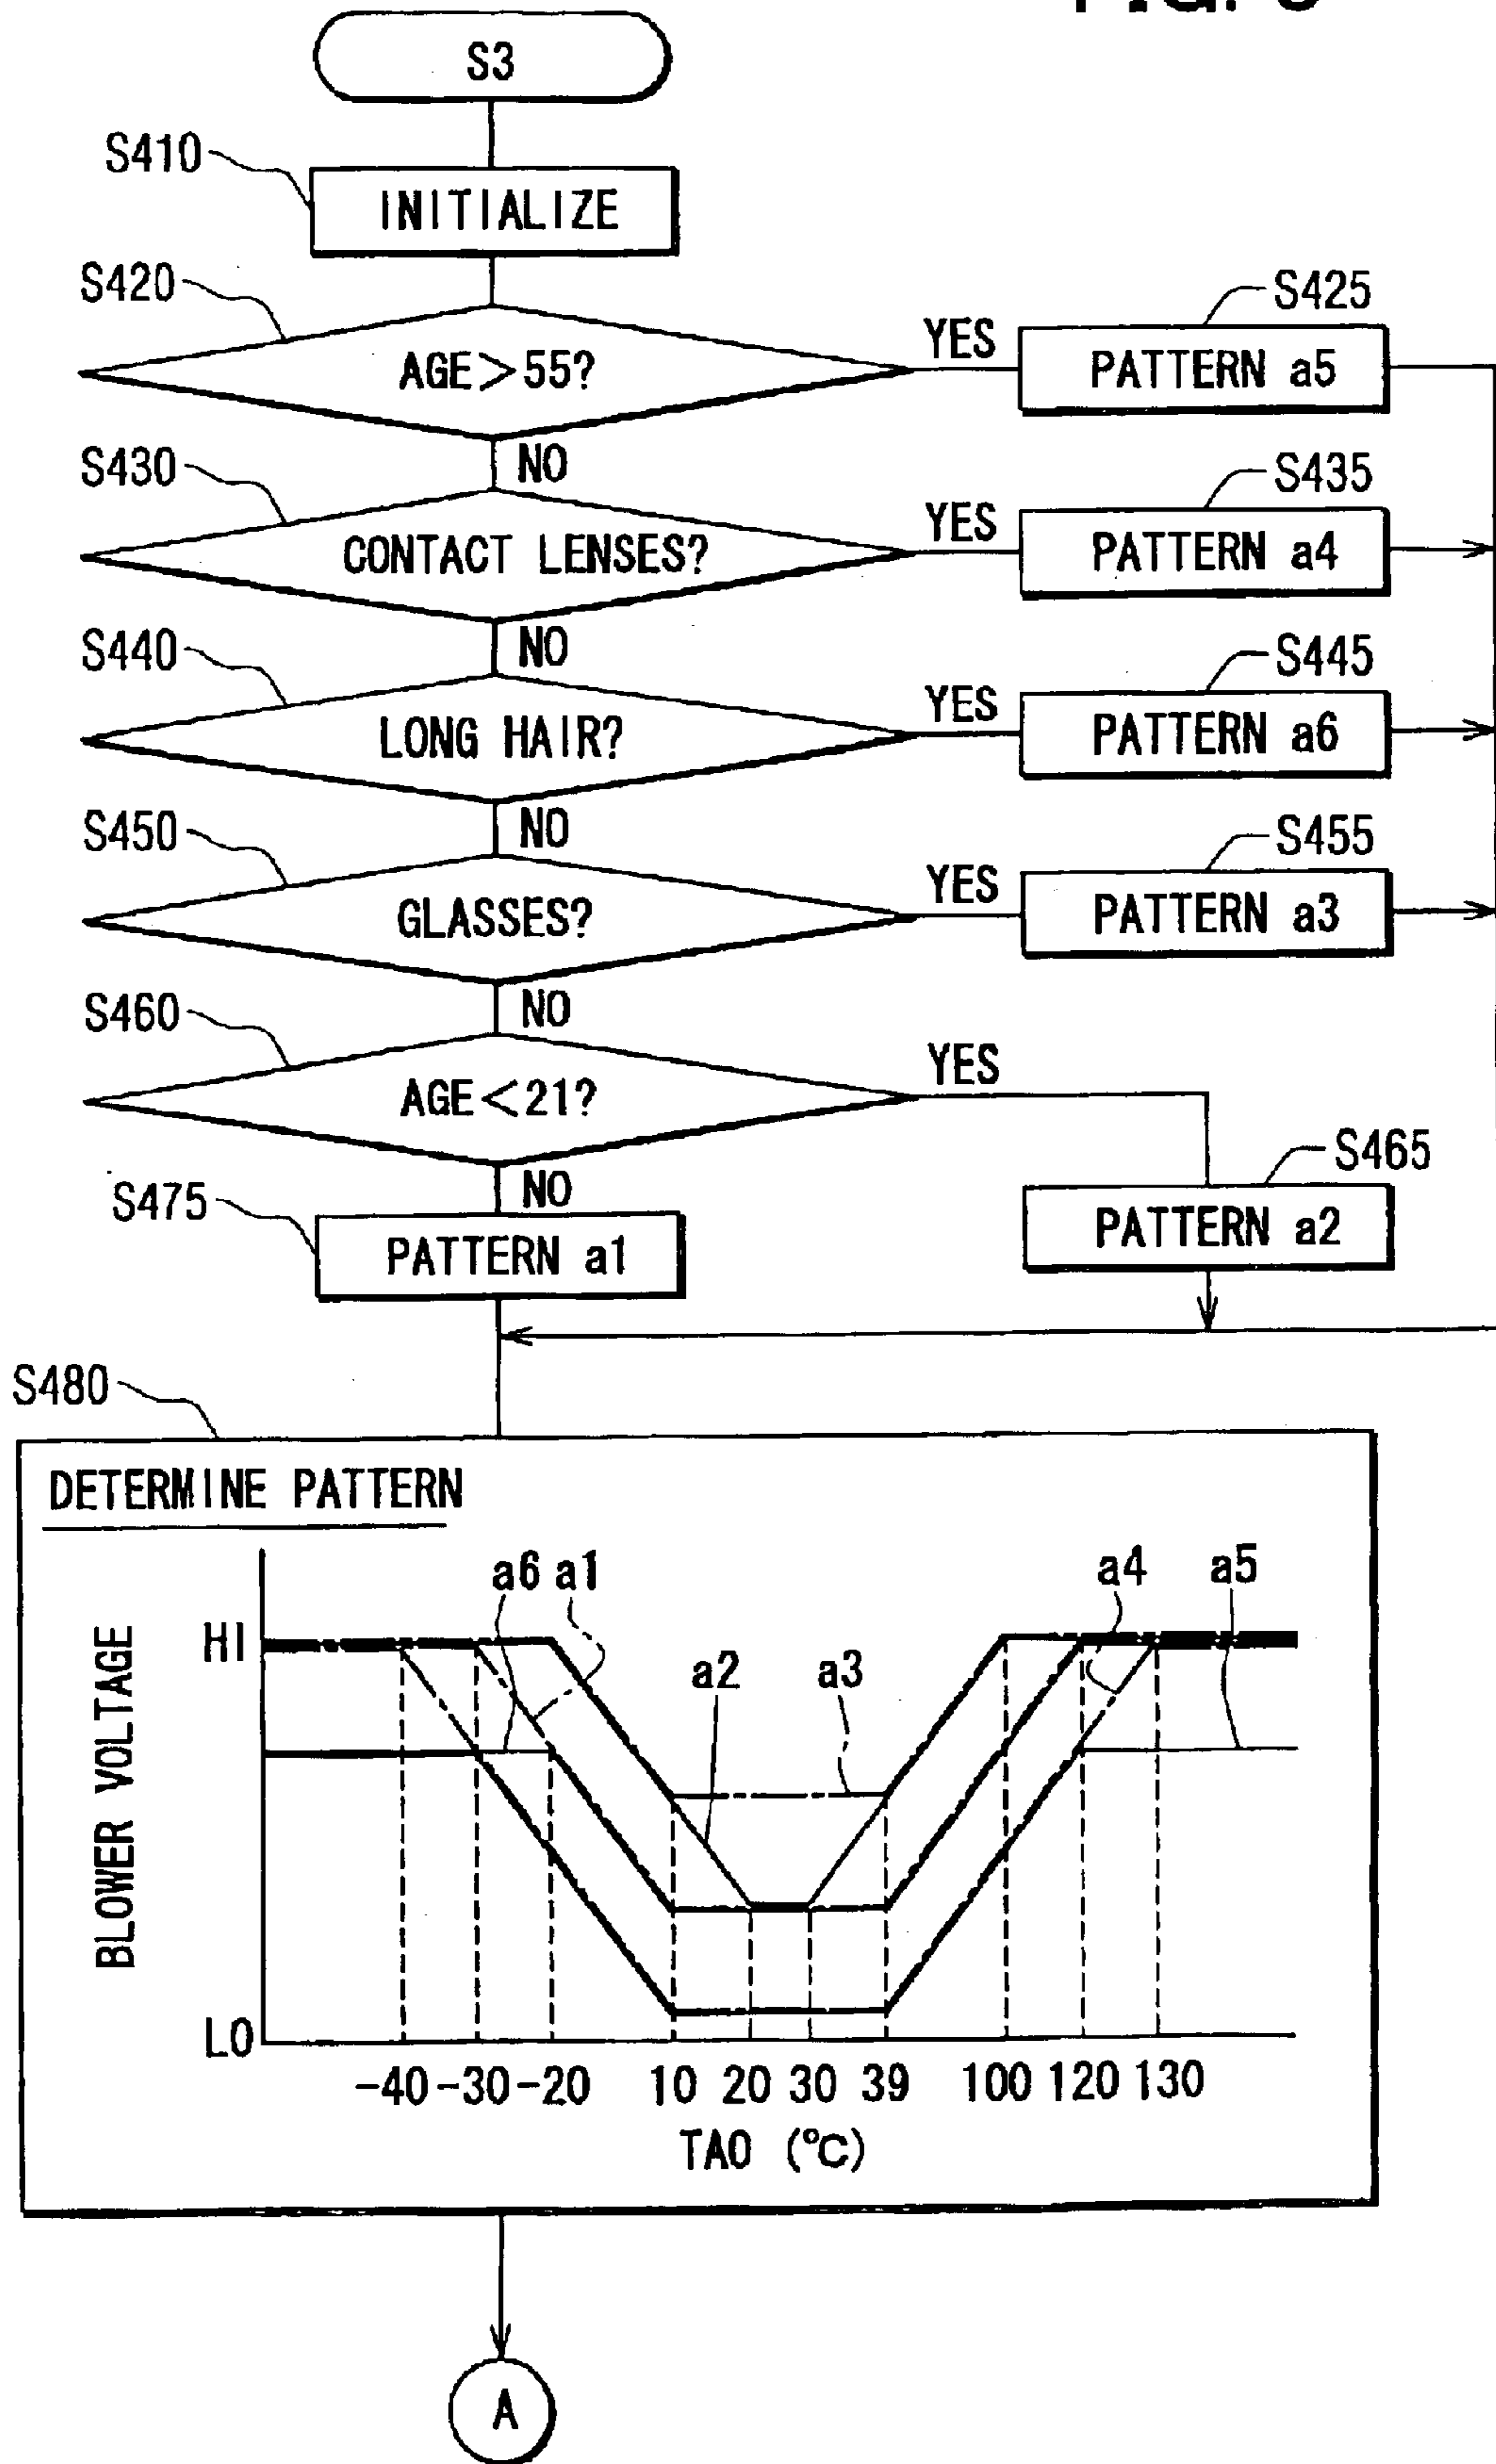 S3
S410
INITIALIZE
S420
AGE>55?
YES
S425
PATTERN a5
NO
S430
CONTACT LENSES?
YES
S435
PATTERN a4
NO
S440
LONG HAIR?
YES
S445
PATTERN a6
NO
S450
GLASSES?
YES
S455
PATTERN a3
NO
S460
AGE<21?
YES
S465
PATTERN a2
NO
S475
PATTERN a1
S480
DETERMINE PATTERN
a6 a1
a4
a5
HI
a2
a3
BLOWER VOLTAGE
LO
-40 -30 -20 10 20 30 39 100 120 130
TAO (°C)
A